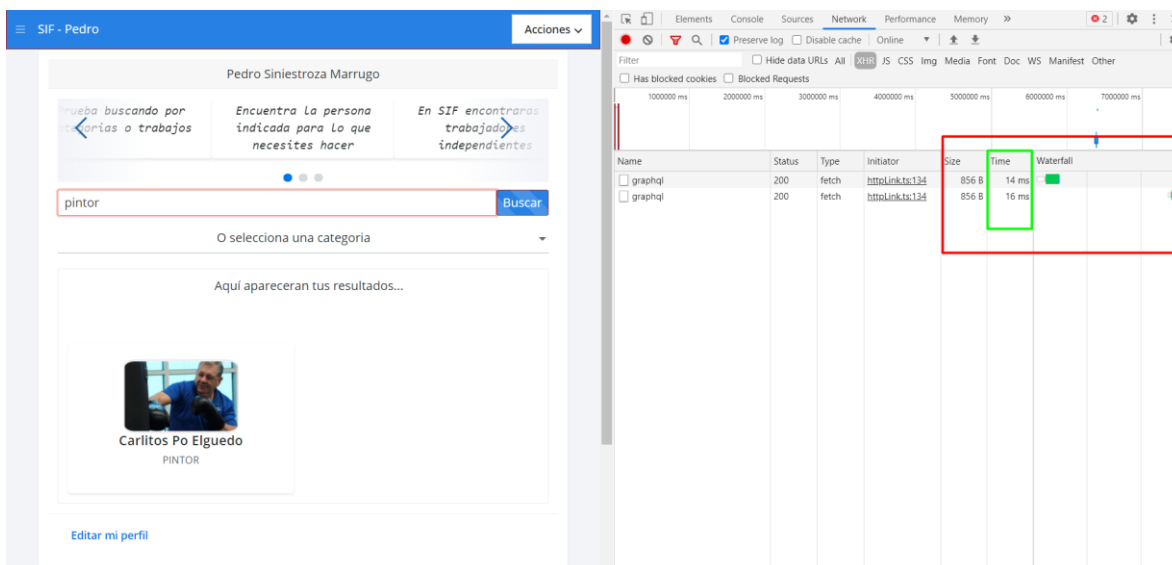 SIF - Pedro
Acciones
Pedro Siniestroza Marrugo
rueba buscando por
tegorias o trabajos
Encuentra la persona
indicada para lo que
necesites hacer
En SIF encontraras
trabajadores
independientes
pintor
Buscar
O selecciona una categoria
Aquí apareceran tus resultados...
Carlitos Po Elguedo
PINTOR
Editar mi perfil
Elements Console Sources Network Performance Memory » 2
Preserve log Disable cache Online
Filter Hide data URLs All XHR JS CSS Img Media Font Doc WS Manifest Other
Has blocked cookies Blocked Requests
1000000 ms 2000000 ms 3000000 ms 4000000 ms 5000000 ms 6000000 ms 7000000 ms
Name Status Type Initiator Size Time Waterfall
graphql 200 fetch httpLink.ts:134 856 B 14 ms
graphql 200 fetch httpLink.ts:134 856 B 16 ms